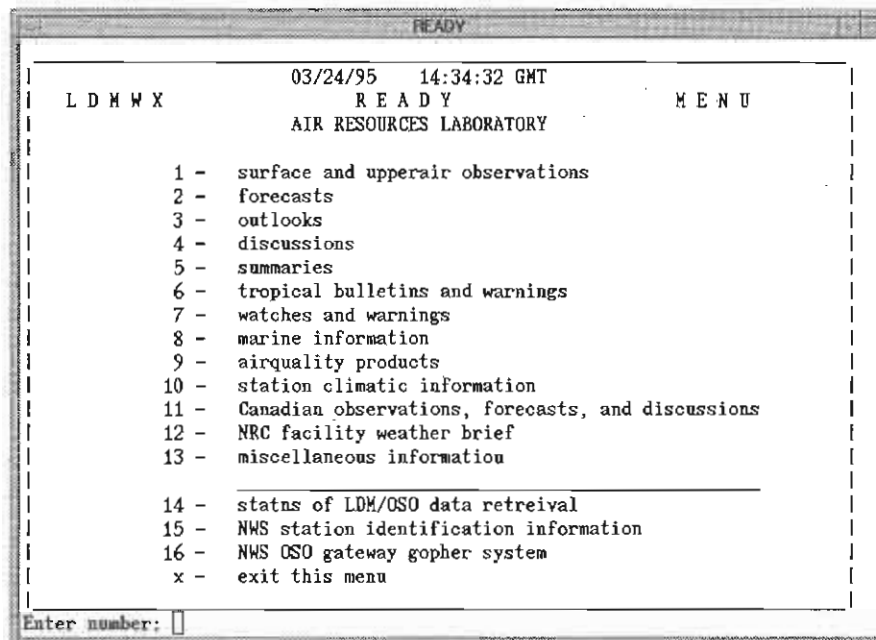 READY
03/24/95 14:34:32 GMT
L D M W X R E A D Y M E N U
AIR RESOURCES LABORATORY
1 - surface and upperair observations
2 - forecasts
3 - outlooks
4 - discussions
5 - summaries
6 - tropical bulletins and warnings
7 - watches and warnings
8 - marine information
9 - airquality products
10 - station climatic information
11 - Canadian observations, forecasts, and discussions
12 - NRC facility weather brief
13 - miscellaneous information
14 - status of LDM/OSO data retreival
15 - NWS station identification information
16 - NWS OSO gateway gopher system
x - exit this menu
Enter number: